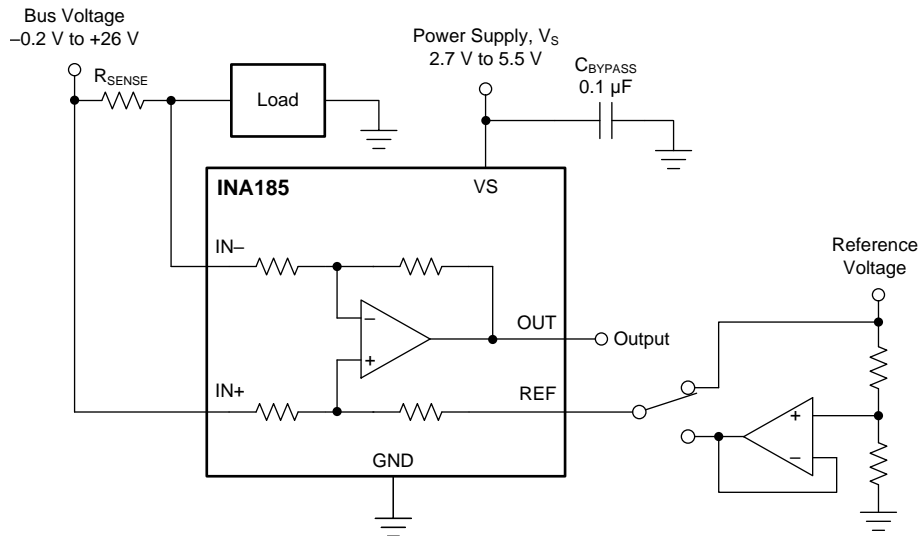 Bus Voltage
–0.2 V to +26 V
RSENSE
Load
Power Supply, VS
2.7 V to 5.5 V
CBYPASS
0.1 µF
INA185
VS
IN–
–
+
OUT
Output
IN+
REF
GND
Reference
Voltage
+
–